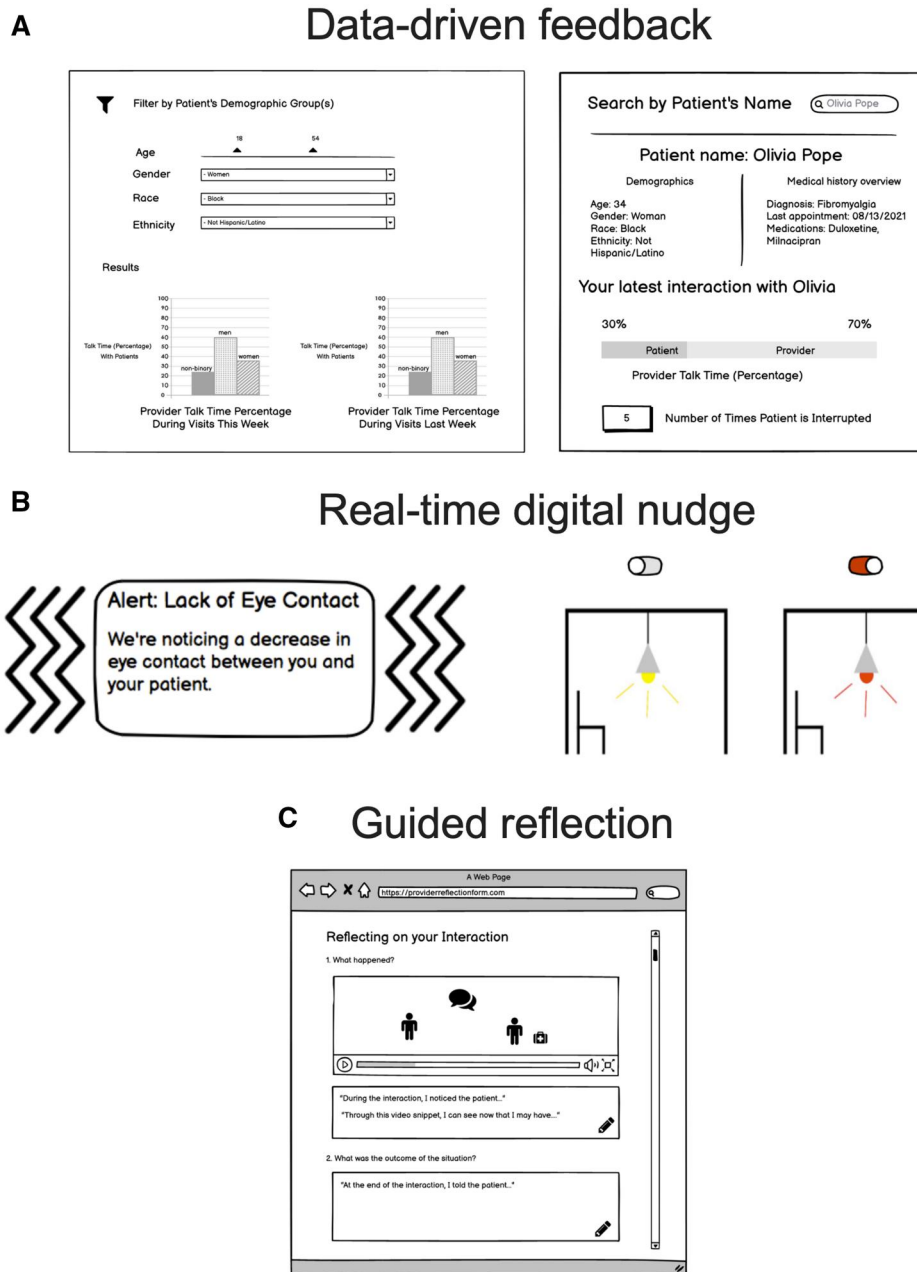 A
Data-driven feedback
Filter by Patient's Demographic Group(s)
18 54
Age
Gender - Women
Race - Black
Ethnicity - Not Hispanic/Latino
Results
100
90
80
70
60
50
40
30
20
10
0
Talk Time (Percentage)
With Patients
non-binary
men
women
Provider Talk Time Percentage
During Visits This Week
100
90
80
70
60
50
40
30
20
10
0
Talk Time (Percentage)
With Patients
non-binary
men
women
Provider Talk Time Percentage
During Visits Last Week
Search by Patient's Name Olivia Pope
Patient name: Olivia Pope
Demographics
Age: 34
Gender: Woman
Race: Black
Ethnicity: Not
Hispanic/Latino
Medical history overview
Diagnosis: Fibromyalgia
Last appointment: 08/13/2021
Medications: Duloxetine,
Milnacipran
Your latest interaction with Olivia
30% 70%
Patient Provider
Provider Talk Time (Percentage)
5 Number of Times Patient is Interrupted
B
Real-time digital nudge
Alert: Lack of Eye Contact
We're noticing a decrease in
eye contact between you and
your patient.
C
Guided reflection
A Web Page
https://providerreflectionform.com
Reflecting on your Interaction
1. What happened?
"During the interaction, I noticed the patient..."
"Through this video snippet, I can see now that I may have...."
2. What was the outcome of the situation?
"At the end of the interaction, I told the patient..."